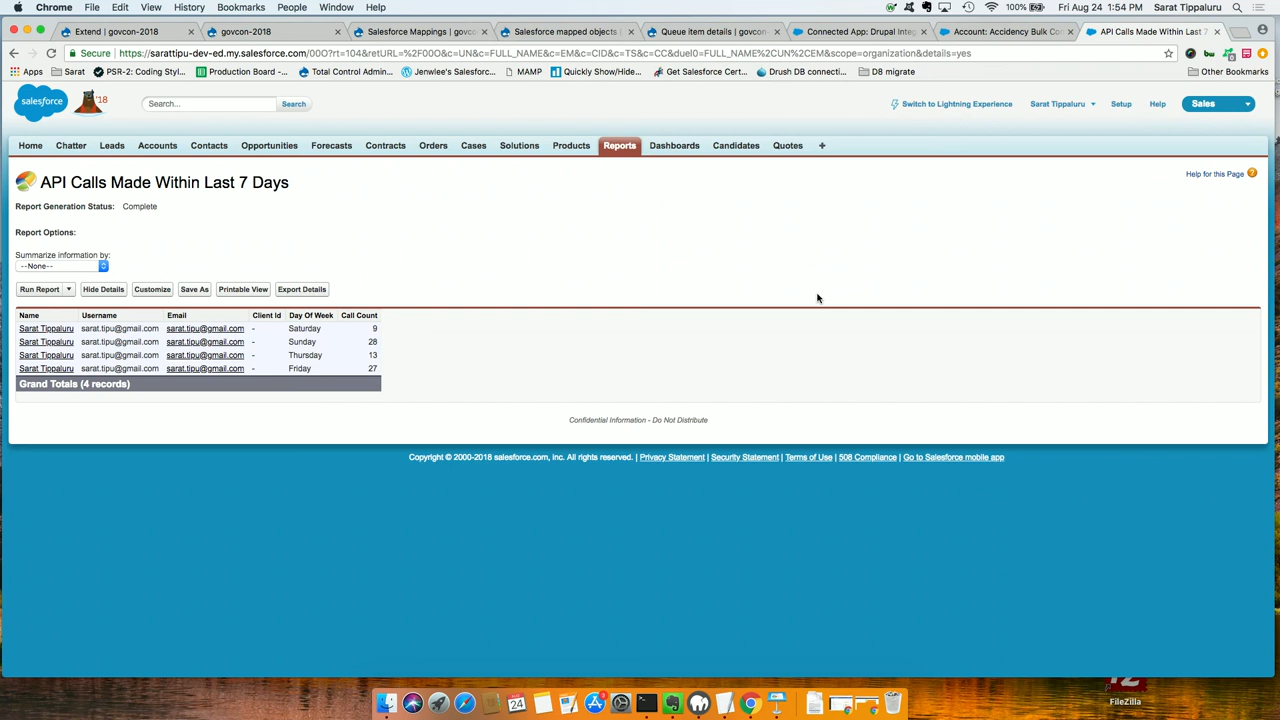 Chrome File Edit View History Bookmarks People Window Help 100% Fri Aug 24 1:54 PM Sarat Tippaluru
Extend | govcon-2018 govcon-2018 Salesforce Mappings | govcon Salesforce mapped objects | Queue item details | govcon- Connected App: Drupal Integ Account: Accidency Bulk Con API Calls Made Within Last 7
Secure https://sarattipu-dev-ed.my.salesforce.com/00O?rt=104&retURL=%2F00O&c=UN&c=FULL_NAME&c=EM&c=CID&c=TS&c=CC&duel0=FULL_NAME%2CUN%2CEM&scope=organization&details=yes
Apps Sarat PSR-2: Coding Styl... Production Board -... Total Control Admin... Jenwlee's Salesforce... MAMP Quickly Show/Hide... Get Salesforce Cert... Drush DB connecti... DB migrate Other Bookmarks
salesforce '18 Search... Search Switch to Lightning Experience Sarat Tippaluru Setup Help Sales
Home Chatter Leads Accounts Contacts Opportunities Forecasts Contracts Orders Cases Solutions Products Reports Dashboards Candidates Quotes +
API Calls Made Within Last 7 Days
Help for this Page ?
Report Generation Status: Complete
Report Options:
Summarize information by:
--None--
Run Report Hide Details Customize Save As Printable View Export Details
Name Username Email Client Id Day Of Week Call Count
Sarat Tippaluru sarat.tipu@gmail.com sarat.tipu@gmail.com - Saturday 9
Sarat Tippaluru sarat.tipu@gmail.com sarat.tipu@gmail.com - Sunday 28
Sarat Tippaluru sarat.tipu@gmail.com sarat.tipu@gmail.com - Thursday 13
Sarat Tippaluru sarat.tipu@gmail.com sarat.tipu@gmail.com - Friday 27
Grand Totals (4 records)
Confidential Information - Do Not Distribute
Copyright © 2000-2018 salesforce.com, inc. All rights reserved. | Privacy Statement | Security Statement | Terms of Use | 508 Compliance | Go to Salesforce mobile app
24
FileZilla